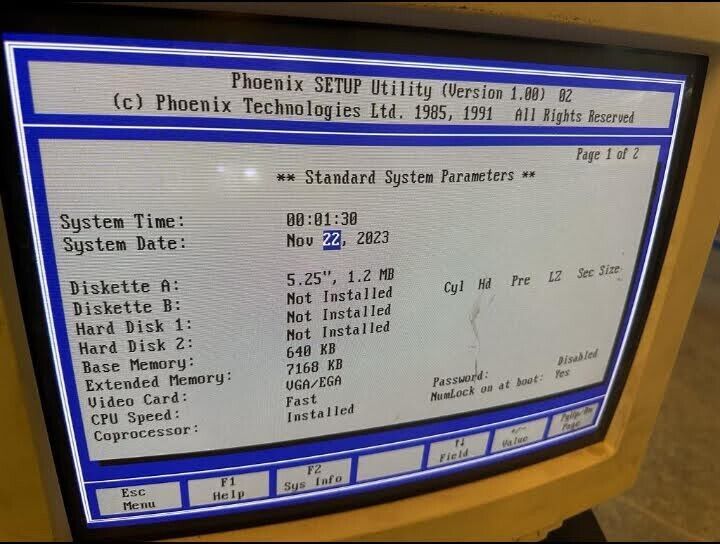 Phoenix SETUP Utility (Version 1.00) 02
(c) Phoenix Technologies Ltd. 1985, 1991 All Rights Reserved
Page 1 of 2
** Standard System Parameters **
System Time: 00:01:30
System Date: Nov 22, 2023
Diskette A: 5.25", 1.2 MB
Diskette B: Not Installed
Cyl Hd Pre LZ Sec Size
Hard Disk 1: Not Installed
Hard Disk 2: Not Installed
Base Memory: 640 KB
Extended Memory: 7168 KB
Video Card: VGA/EGA
Password: Disabled
CPU Speed: Fast
NumLock on at boot: Yes
Coprocessor: Installed
Esc Menu
F1 Help
F2 Sys Info
↑↓ Field
+/- Value
PgUp/Dn Page